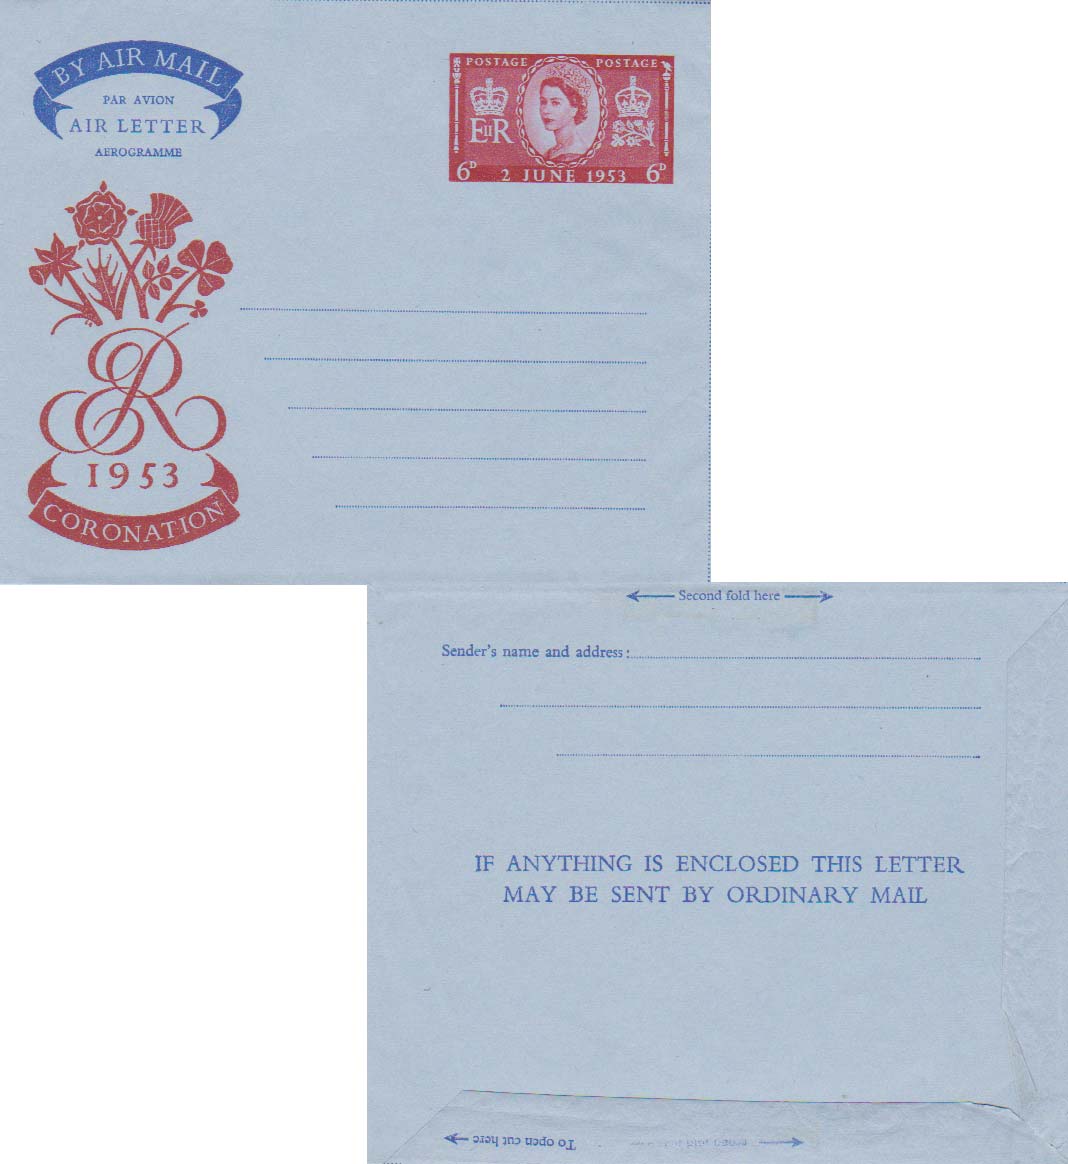 BY AIR MAIL
PAR AVION
AIR LETTER
AEROGRAMME
POSTAGE POSTAGE
EIIR
6D 2 JUNE 1953 6D
ER
1953
CORONATION
Second fold here
Sender's name and address:
IF ANYTHING IS ENCLOSED THIS LETTER
MAY BE SENT BY ORDINARY MAIL
To open cut here